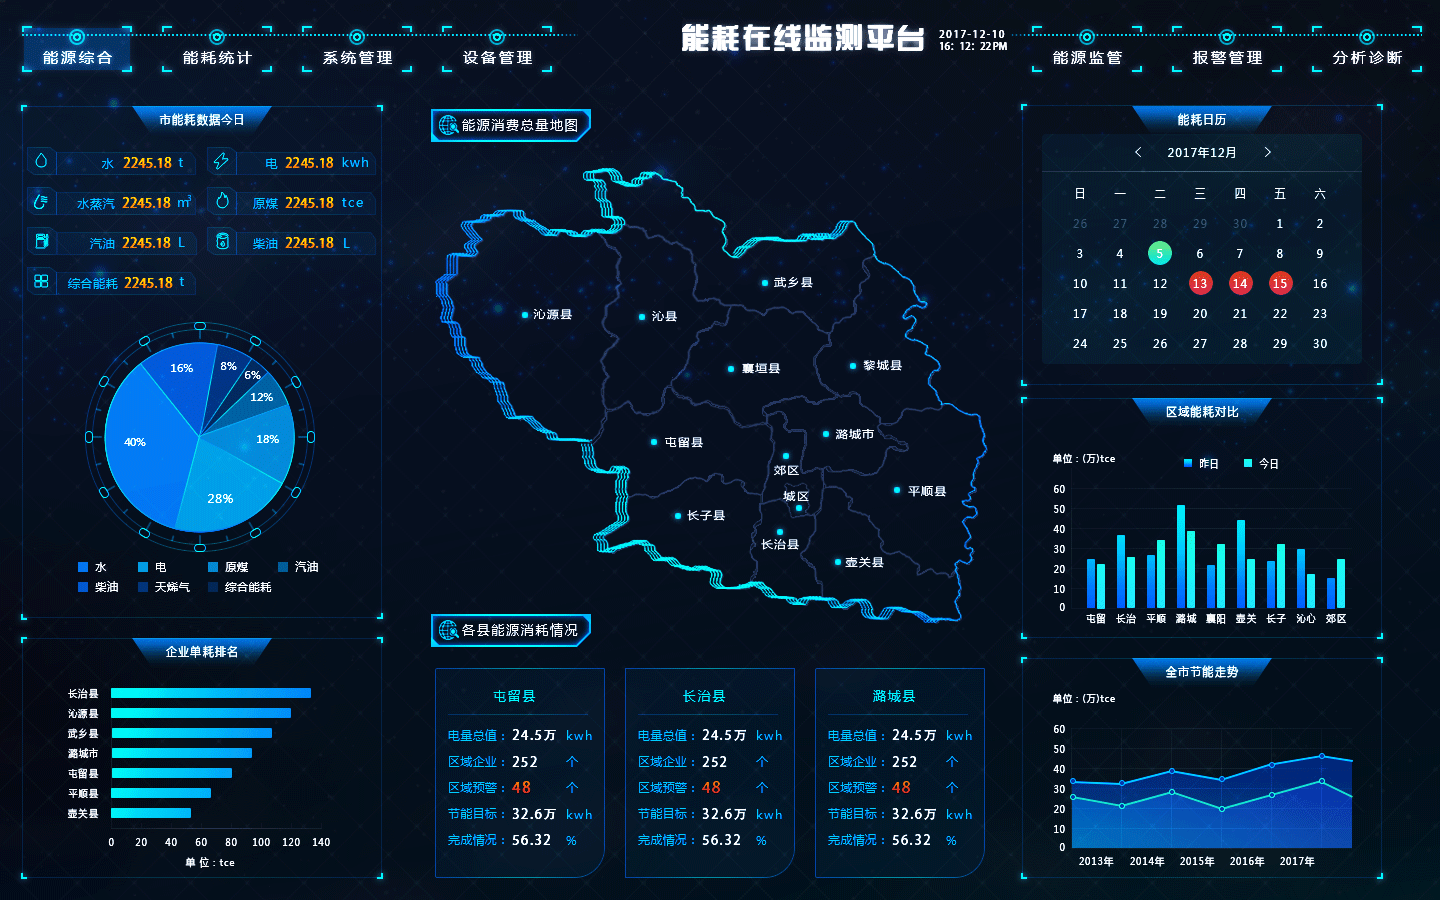 能源综合
能耗统计
系统管理
设备管理
能耗在线监测平台
2017-12-10
16: 12: 22PM
能源监管
报警管理
分析诊断
市能耗数据今日
水 2245.18 t
电 2245.18 kwh
水蒸汽 2245.18 m³
原煤 2245.18 tce
汽油 2245.18 L
柴油 2245.18 L
综合能耗 2245.18 t
16%
8%
6%
12%
18%
28%
40%
水 电 原煤 汽油
柴油 天烯气 综合能耗
企业单耗排名
长治县
沁源县
武乡县
潞城市
屯留县
平顺县
壶关县
0 20 40 60 80 100 120 140
单 位 : tce
能源消费总量地图
武乡县
沁源县
沁县
襄垣县
黎城县
潞城市
屯留县
郊区
平顺县
城区
长子县
长治县
壶关县
各县能源消耗情况
屯留县
电量总值 : 24.5万 kwh
区域企业 : 252 个
区域预警 : 48 个
节能目标 : 32.6万 kwh
完成情况 : 56.32 %
长治县
电量总值 : 24.5万 kwh
区域企业 : 252 个
区域预警 : 48 个
节能目标 : 32.6万 kwh
完成情况 : 56.32 %
潞城县
电量总值 : 24.5万 kwh
区域企业 : 252 个
区域预警 : 48 个
节能目标 : 32.6万 kwh
完成情况 : 56.32 %
能耗日历
< 2017年12月 >
日 一 二 三 四 五 六
26 27 28 29 30 1 2
3 4 5 6 7 8 9
10 11 12 13 14 15 16
17 18 19 20 21 22 23
24 25 26 27 28 29 30
区域能耗对比
单位 : (万)tce
昨日 今日
60
50
40
30
20
10
0
屯留 长治 平顺 潞城 襄阳 壶关 长子 沁心 郊区
全市节能走势
单位 : (万)tce
60
50
40
30
20
10
0
2013年 2014年 2015年 2016年 2017年